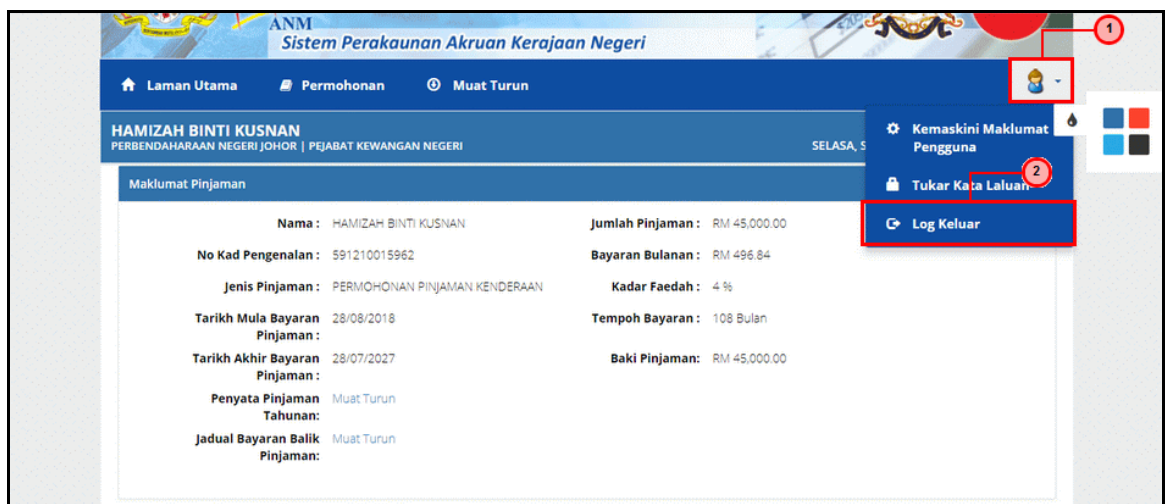 ANM
Sistem Perakaunan Akruan Kerajaan Negeri
1
Laman Utama Permohonan Muat Turun
HAMIZAH BINTI KUSNAN
PERBENDAHARAAN NEGERI JOHOR | PEJABAT KEWANGAN NEGERI
SELASA, S
Kemaskini Maklumat
Pengguna
2
Tukar Kata Laluan
Log Keluar
Maklumat Pinjaman
Nama : HAMIZAH BINTI KUSNAN Jumlah Pinjaman : RM 45,000.00
No Kad Pengenalan : 591210015962 Bayaran Bulanan : RM 496.84
Jenis Pinjaman : PERMOHONAN PINJAMAN KENDERAAN Kadar Faedah : 4 %
Tarikh Mula Bayaran 28/08/2018 Tempoh Bayaran : 108 Bulan
Pinjaman :
Tarikh Akhir Bayaran 28/07/2027 Baki Pinjaman: RM 45,000.00
Pinjaman :
Penyata Pinjaman Muat Turun
Tahunan:
Jadual Bayaran Balik Muat Turun
Pinjaman: